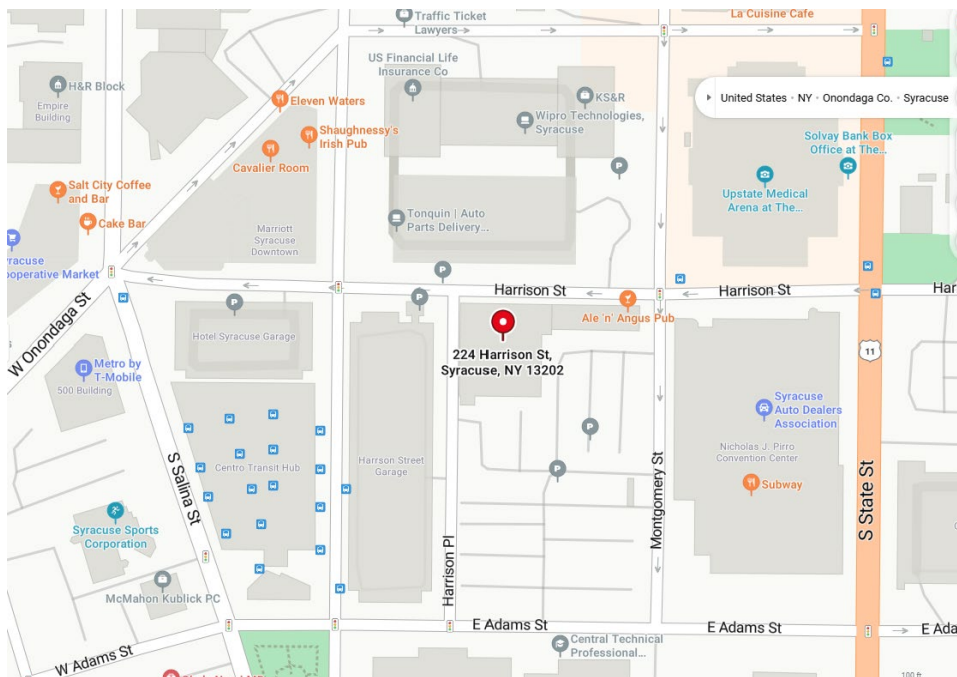 Traffic Ticket
Lawyers
La Cuisine Cafe
US Financial Life
Insurance Co
H&R Block
Empire
Building
KS&R
United States · NY · Onondaga Co. · Syracuse
Eleven Waters
Wipro Technologies,
Syracuse
Shaughnessy's
Irish Pub
Solvay Bank Box
Office at The...
P
Cavalier Room
Upstate Medical
Arena at The...
Salt City Coffee
and Bar
Cake Bar
Tonquin | Auto
Parts Delivery...
Marriott
Syracuse
Downtown
yracuse
ooperative Market
P
Harrison St
Harrison St
Har
P
P
Ale 'n' Angus Pub
W Onondaga St
Hotel Syracuse Garage
224 Harrison St,
Syracuse, NY 13202
11
Metro by
T-Mobile
500 Building
Syracuse
Auto Dealers
Association
P
Nicholas J. Pirro
Convention Center
Centro Transit Hub
Harrson Street
Garage
P
Subway
S Salina St
Montgomery St
S State St
Syracuse Sports
Corporation
Harrison Pl
McMahon Kublick PC
E Adams St
E Adams St
E Ada
W Adams St
Central Technical
Professional...
100 ft